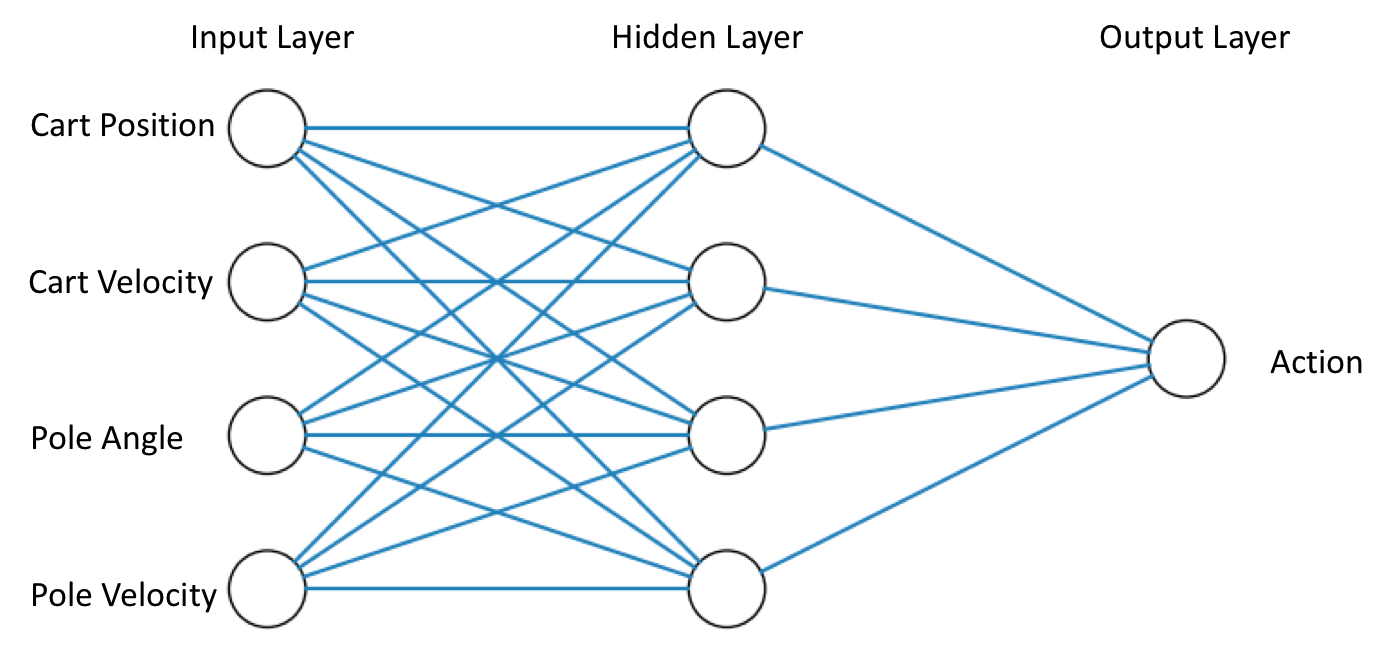 Input Layer
Hidden Layer
Output Layer
Cart Position
Cart Velocity
Action
Pole Angle
Pole Velocity